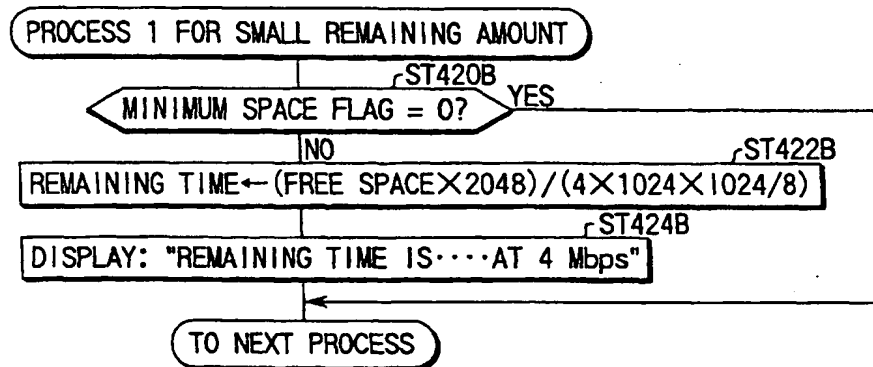 PROCESS 1 FOR SMALL REMAINING AMOUNT
ST420B
MINIMUM SPACE FLAG = 0?
YES
NO
ST422B
REMAINING TIME←(FREE SPACE×2048)/(4×1024×1024/8)
ST424B
DISPLAY: "REMAINING TIME IS····AT 4 Mbps"
TO NEXT PROCESS